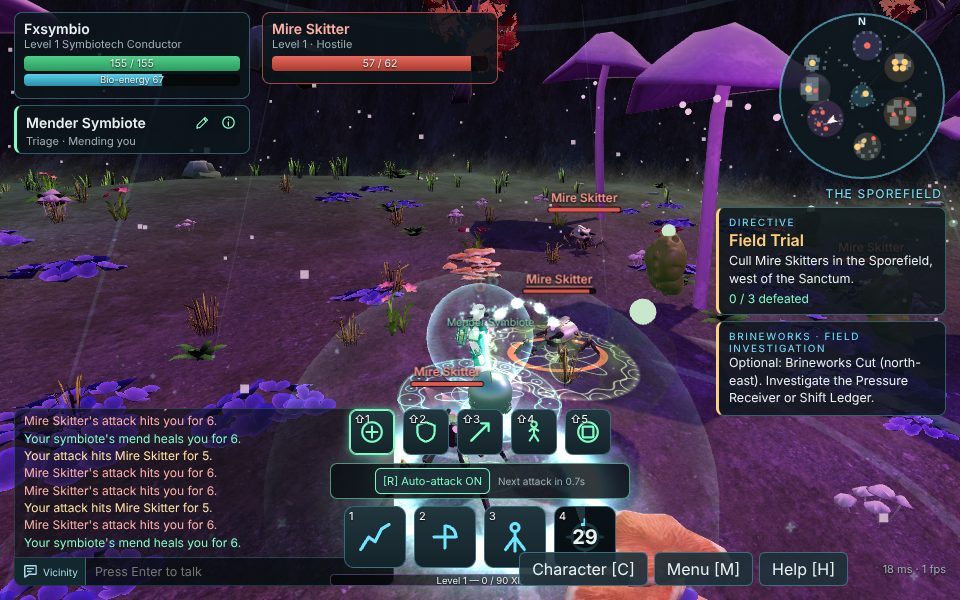 Fxsymbio
Level 1 Symbiotech Conductor
155 / 155
Bio-energy 67
Mender Symbiote
Triage · Mending you
Mire Skitter
Level 1 · Hostile
57 / 62
N
THE SPOREFIELD
DIRECTIVE
Field Trial
Cull Mire Skitters in the Sporefield,
west of the Sanctum.
0 / 3 defeated
BRINEWORKS · FIELD
INVESTIGATION
Optional: Brineworks Cut (north-
east). Investigate the Pressure
Receiver or Shift Ledger.
Mire Skitter
Mire Skitter
Mire Skitter
Mender Symbiote
Mire Skitter
Mire Skitter's attack hits you for 6.
Your symbiote's mend heals you for 6.
Your attack hits Mire Skitter for 5.
Mire Skitter's attack hits you for 6.
Mire Skitter's attack hits you for 6.
Your attack hits Mire Skitter for 5.
Mire Skitter's attack hits you for 6.
Your symbiote's mend heals you for 6.
Vicinity
Press Enter to talk
⇧1 ⇧2 ⇧3 ⇧4 ⇧5
[R] Auto-attack ON
Next attack in 0.7s
1 2 3 4
29
Level 1 — 0 / 90
Character [C]
Menu [M]
Help [H]
18 ms · 1 fps